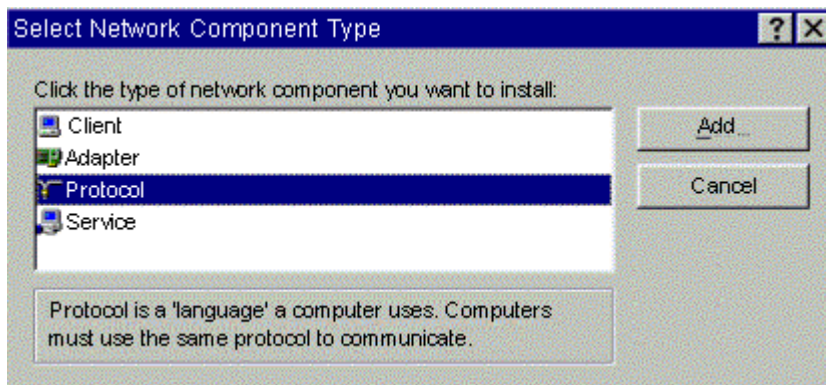 Select Network Component Type
Click the type of network component you want to install:
Client
Adapter
Protocol
Service
Add...
Cancel
Protocol is a 'language' a computer uses. Computers
must use the same protocol to communicate.